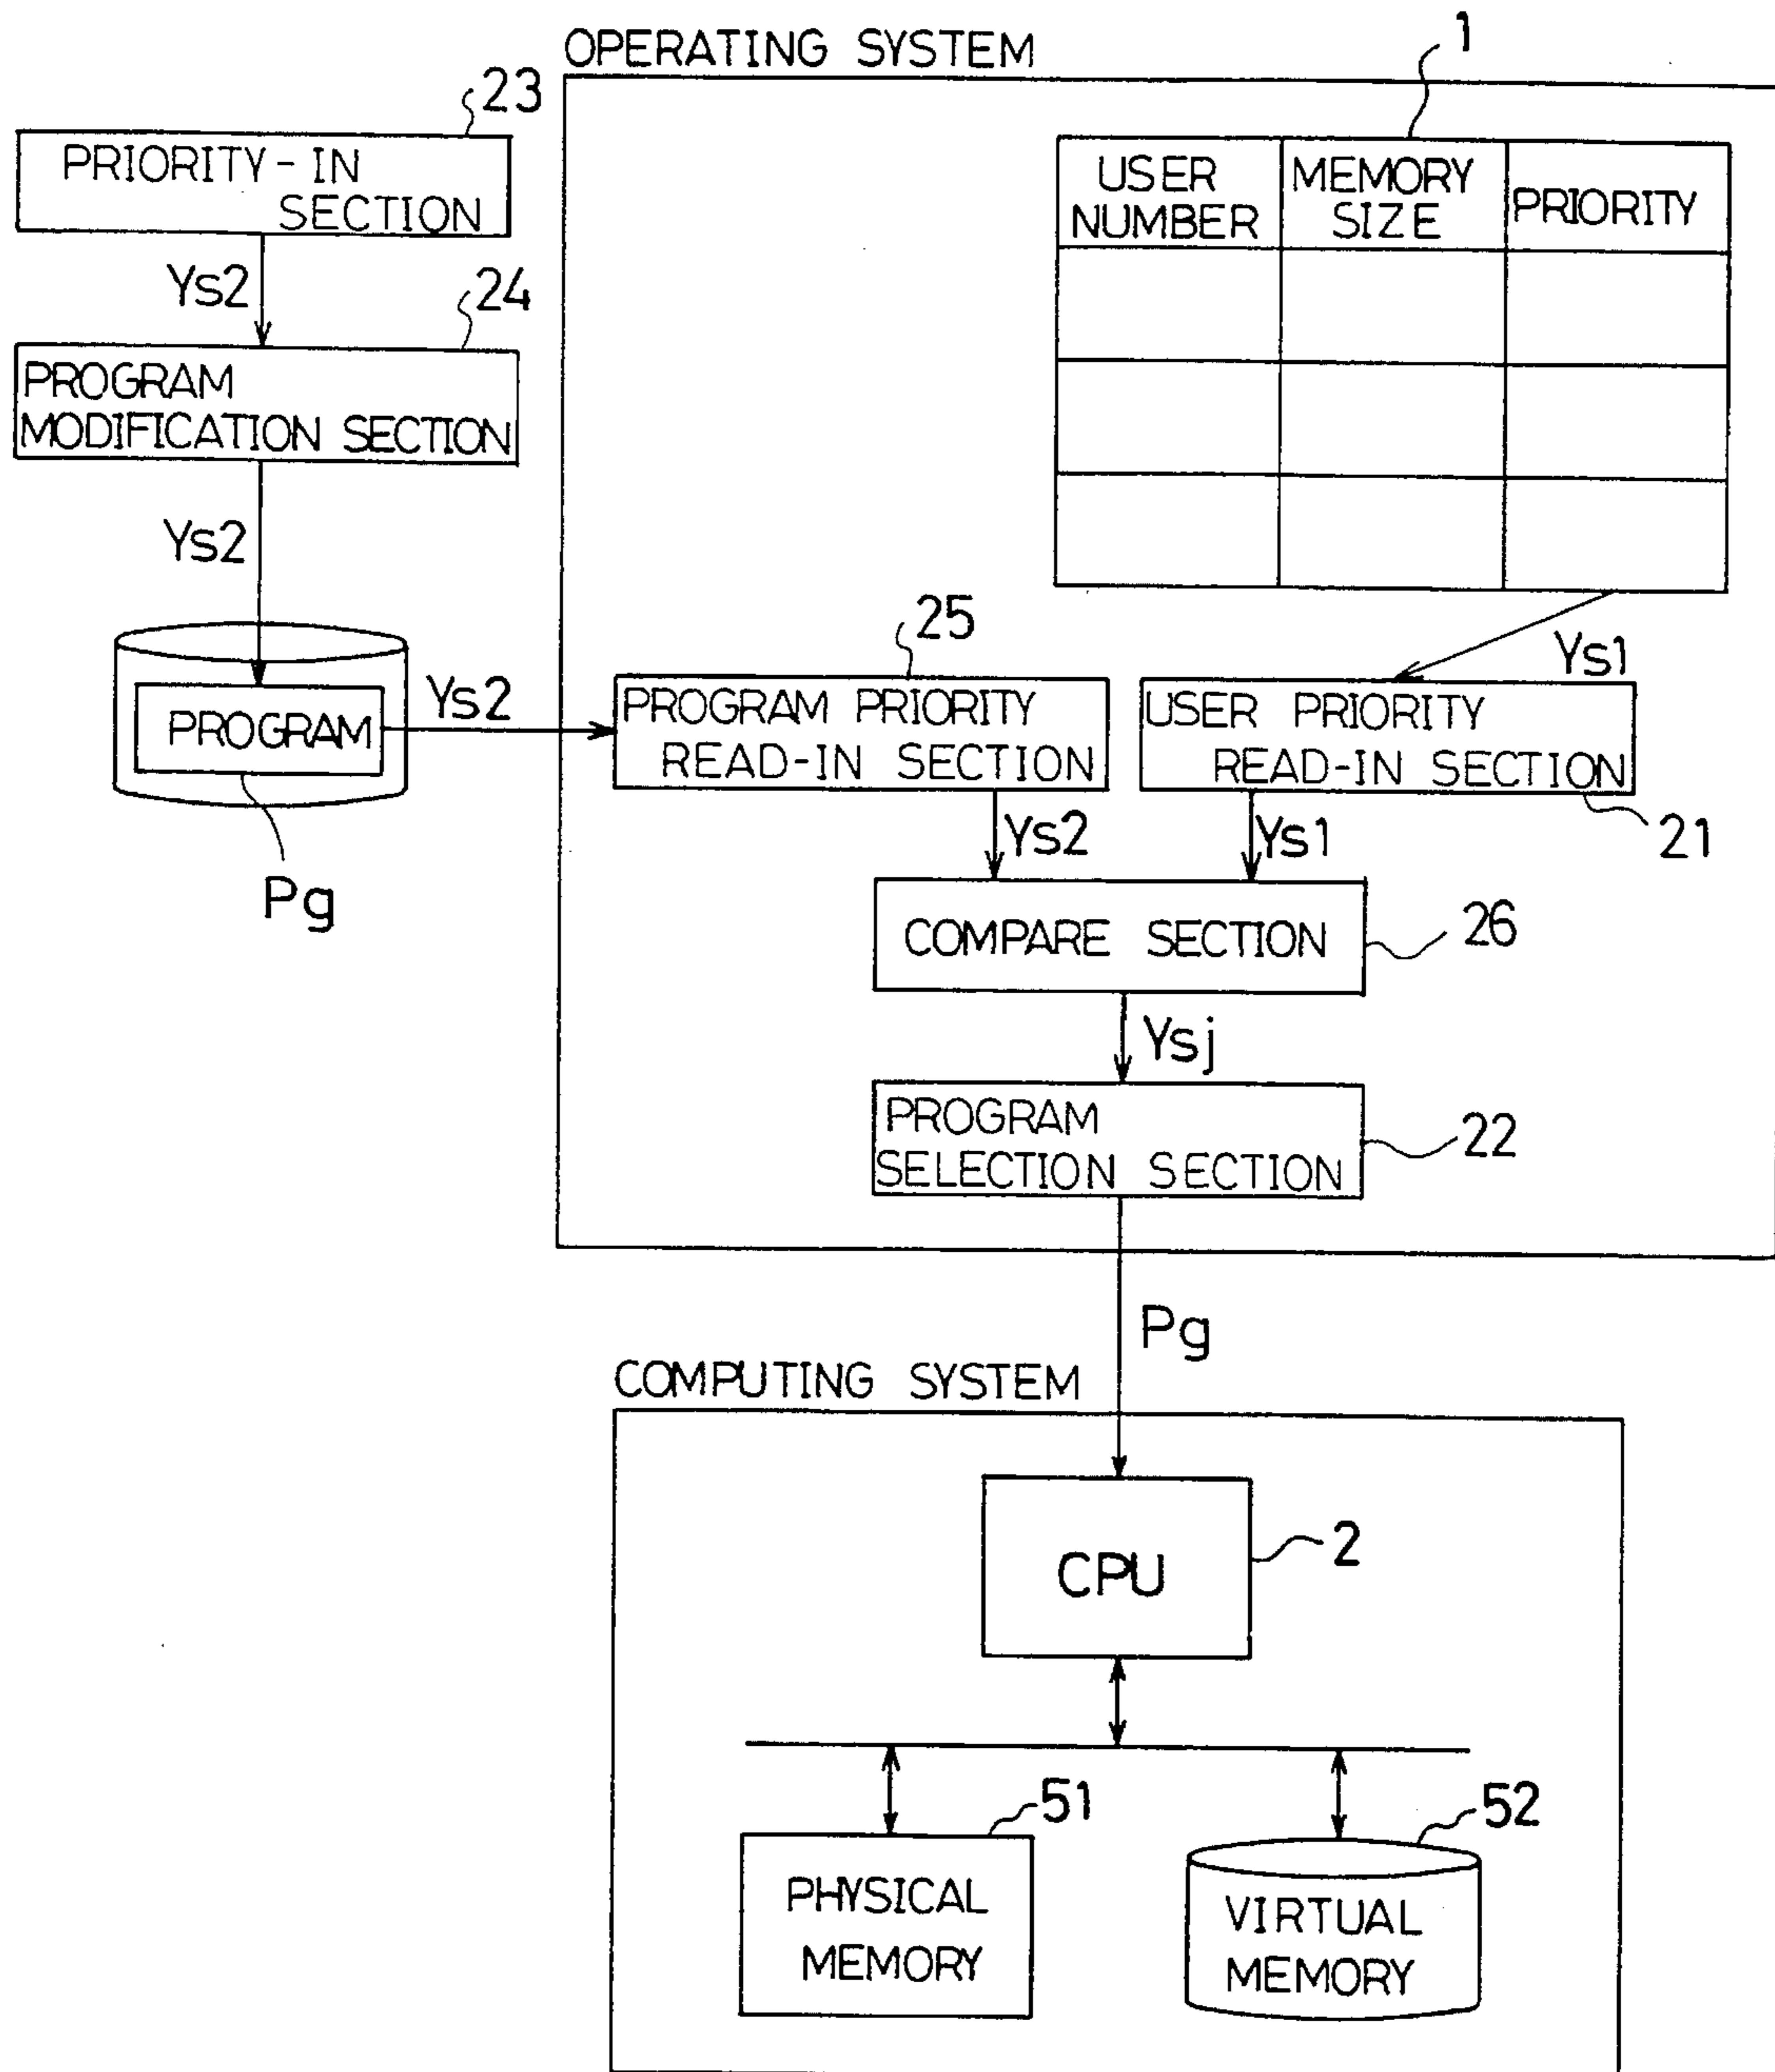 OPERATING SYSTEM
1
23
PRIORITY-IN
SECTION
USER
NUMBER
MEMORY
SIZE
PRIORITY
Ys2
24
PROGRAM
MODIFICATION SECTION
Ys2
25
Ys1
PROGRAM
Ys2
PROGRAM PRIORITY
READ-IN SECTION
USER PRIORITY
READ-IN SECTION
21
Pg
Ys2
Ys1
COMPARE SECTION
26
Ysj
PROGRAM
SELECTION SECTION
22
Pg
COMPUTING SYSTEM
CPU
2
51
52
PHYSICAL
MEMORY
VIRTUAL
MEMORY